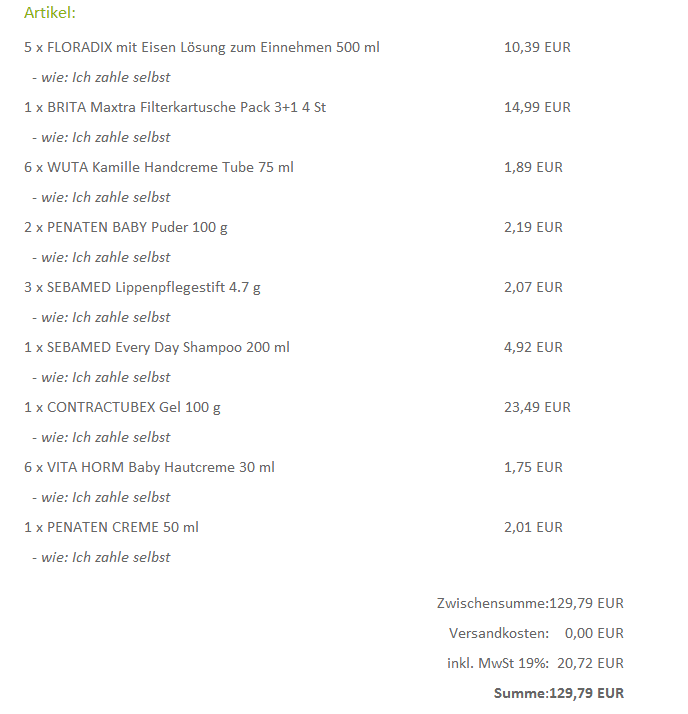 Artikel:
5 x FLORADIX mit Eisen Lösung zum Einnehmen 500 ml 10,39 EUR
- wie: Ich zahle selbst
1 x BRITA Maxtra Filterkartusche Pack 3+1 4 St 14,99 EUR
- wie: Ich zahle selbst
6 x WUTA Kamille Handcreme Tube 75 ml 1,89 EUR
- wie: Ich zahle selbst
2 x PENATEN BABY Puder 100 g 2,19 EUR
- wie: Ich zahle selbst
3 x SEBAMED Lippenpflegestift 4.7 g 2,07 EUR
- wie: Ich zahle selbst
1 x SEBAMED Every Day Shampoo 200 ml 4,92 EUR
- wie: Ich zahle selbst
1 x CONTRACTUBEX Gel 100 g 23,49 EUR
- wie: Ich zahle selbst
6 x VITA HORM Baby Hautcreme 30 ml 1,75 EUR
- wie: Ich zahle selbst
1 x PENATEN CREME 50 ml 2,01 EUR
- wie: Ich zahle selbst
Zwischensumme:129,79 EUR
Versandkosten: 0,00 EUR
inkl. MwSt 19%: 20,72 EUR
Summe:129,79 EUR